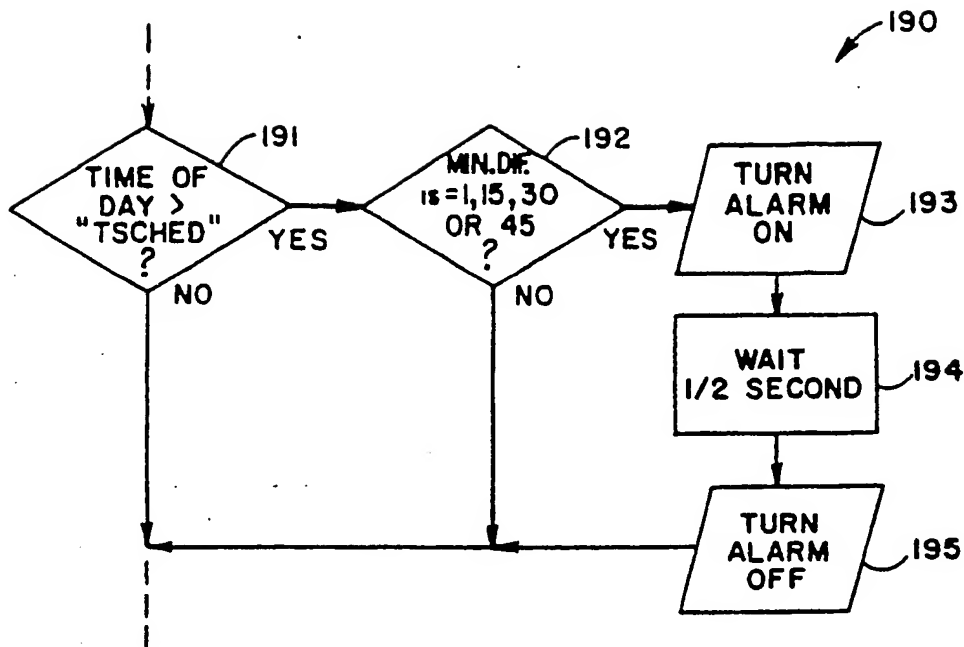 190
191
TIME OF
DAY >
"TSCHED"
?
YES
NO
192
MIN.DIF.
is=1,15,30
OR 45
?
YES
NO
TURN
ALARM
ON
193
WAIT
1/2 SECOND
194
TURN
ALARM
OFF
195